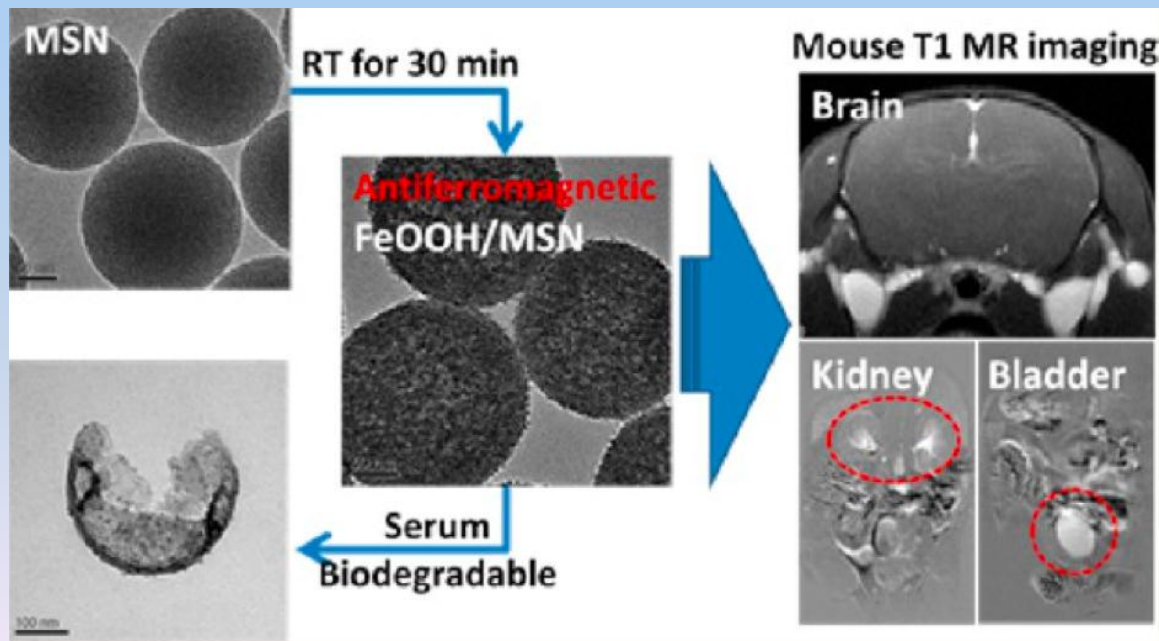 MSN
RT for 30 min
Mouse T1 MR imaging
Brain
Antiferromagnetic
FeOOH/MSN
Kidney
Bladder
Serum
Biodegradable
100 nm